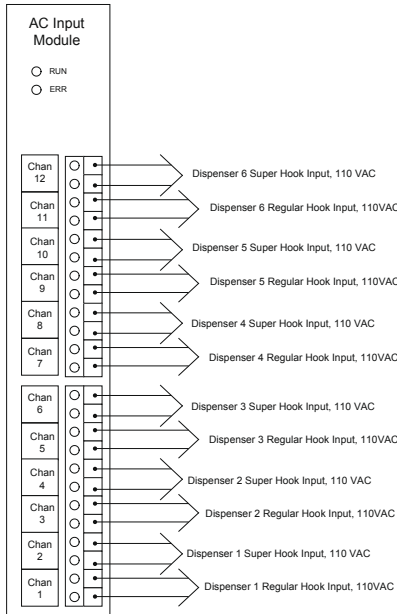 AC Input
Module
RUN
ERR
Chan
12
Dispenser 6 Super Hook Input, 110 VAC
Chan
11
Dispenser 6 Regular Hook Input, 110VAC
Chan
10
Dispenser 5 Super Hook Input, 110 VAC
Chan
9
Dispenser 5 Regular Hook Input, 110VAC
Chan
8
Dispenser 4 Super Hook Input, 110 VAC
Chan
7
Dispenser 4 Regular Hook Input, 110VAC
Chan
6
Dispenser 3 Super Hook Input, 110 VAC
Chan
5
Dispenser 3 Regular Hook Input, 110VAC
Chan
4
Dispenser 2 Super Hook Input, 110 VAC
Chan
3
Dispenser 2 Regular Hook Input, 110VAC
Chan
2
Dispenser 1 Super Hook Input, 110 VAC
Chan
1
Dispenser 1 Regular Hook Input, 110VAC